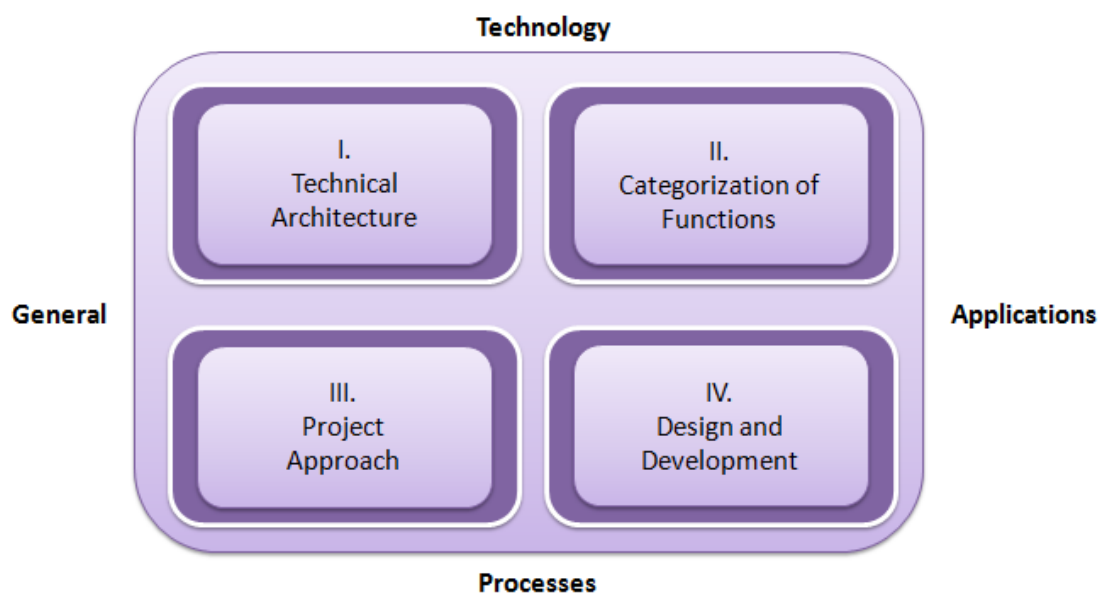 Technology
I.
Technical
Architecture
II.
Categorization of
Functions
General
Applications
III.
Project
Approach
IV.
Design and
Development
Processes